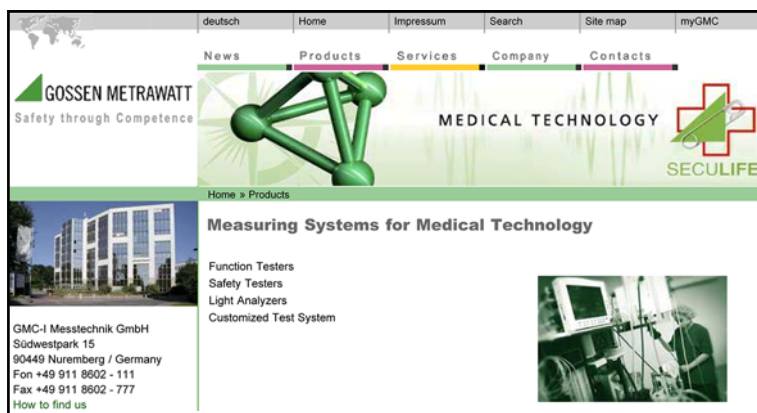 deutsch Home Impressum Search Site map myGMC
News Products Services Company Contacts
GOSSEN METRAWATT
Safety through Competence
MEDICAL TECHNOLOGY
SECULIFE
Home » Products
Measuring Systems for Medical Technology
Function Testers
Safety Testers
Light Analyzers
Customized Test System
GMC-I Messtechnik GmbH
Südwestpark 15
90449 Nuremberg / Germany
Fon +49 911 8602 - 111
Fax +49 911 8602 - 777
How to find us